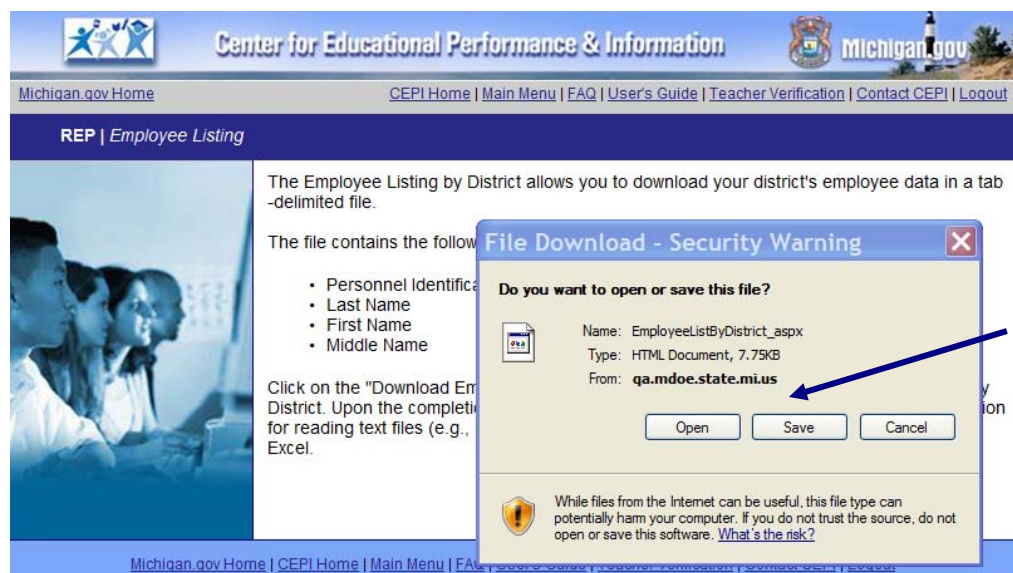 Center for Educational Performance & Information
Michigan.gov
Michigan.gov Home
CEPI Home | Main Menu | FAQ | User's Guide | Teacher Verification | Contact CEPI | Logout
REP | Employee Listing
The Employee Listing by District allows you to download your district's employee data in a tab
-delimited file.
The file contains the follow
• Personnel Identifica
• Last Name
• First Name
• Middle Name
Click on the "Download Em
District. Upon the completi
for reading text files (e.g.,
Excel.
y
ion
File Download - Security Warning
Do you want to open or save this file?
Name: EmployeeListByDistrict_aspx
Type: HTML Document, 7.75KB
From: qa.mdoe.state.mi.us
Open Save Cancel
While files from the Internet can be useful, this file type can
potentially harm your computer. If you do not trust the source, do not
open or save this software. What's the risk?
Michigan.gov Home | CEPI Home | Main Menu | FAQ